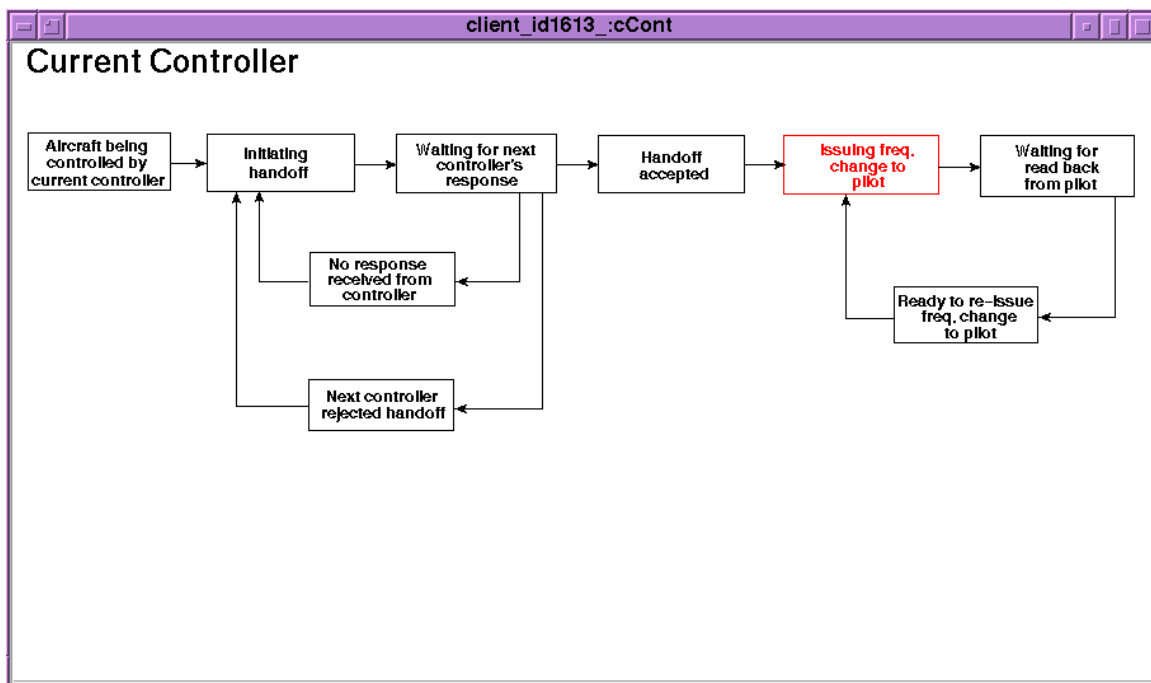 client_id1613_:cCont
Current Controller
Aircraft being
controlled by
current controller
Initiating
handoff
Waiting for next
controller's
response
Handoff
accepted
Issuing freq.
change to
pilot
Waiting for
read back
from pilot
No response
received from
controller
Ready to re-issue
freq. change
to pilot
Next controller
rejected handoff